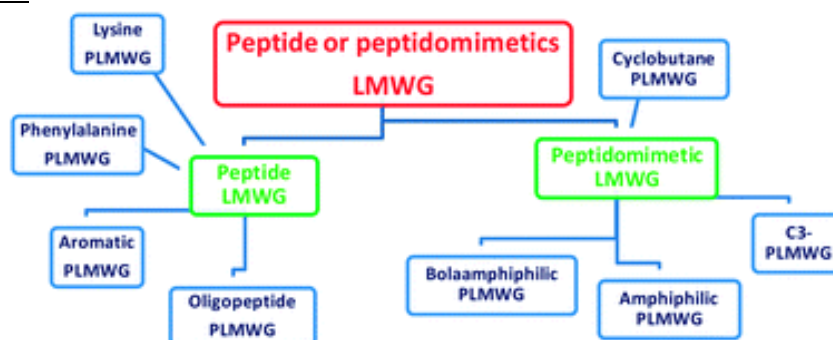 Lysine
PLMWG
Peptide or peptidomimetics
LMWG
Cyclobutane
PLMWG
Phenylalanine
PLMWG
Peptide
LMWG
Peptidomimetic
LMWG
Aromatic
PLMWG
Oligopeptide
PLMWG
Bolaamphiphilic
PLMWG
Amphiphilic
PLMWG
C3-
PLMWG